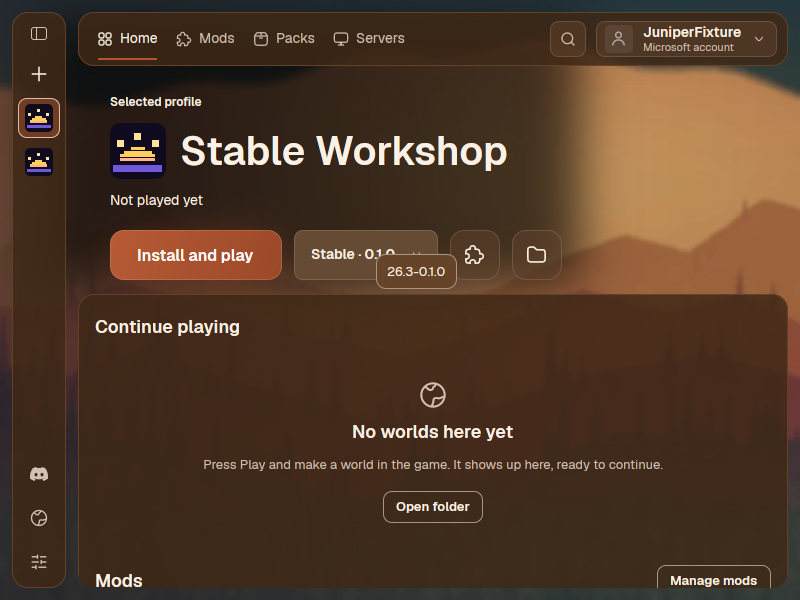 Home
Mods
Packs
Servers
JuniperFixture
Microsoft account
Selected profile
Stable Workshop
Not played yet
Install and play
Stable · 0.1.0
26.3-0.1.0
Continue playing
No worlds here yet
Press Play and make a world in the game. It shows up here, ready to continue.
Open folder
Mods
Manage mods